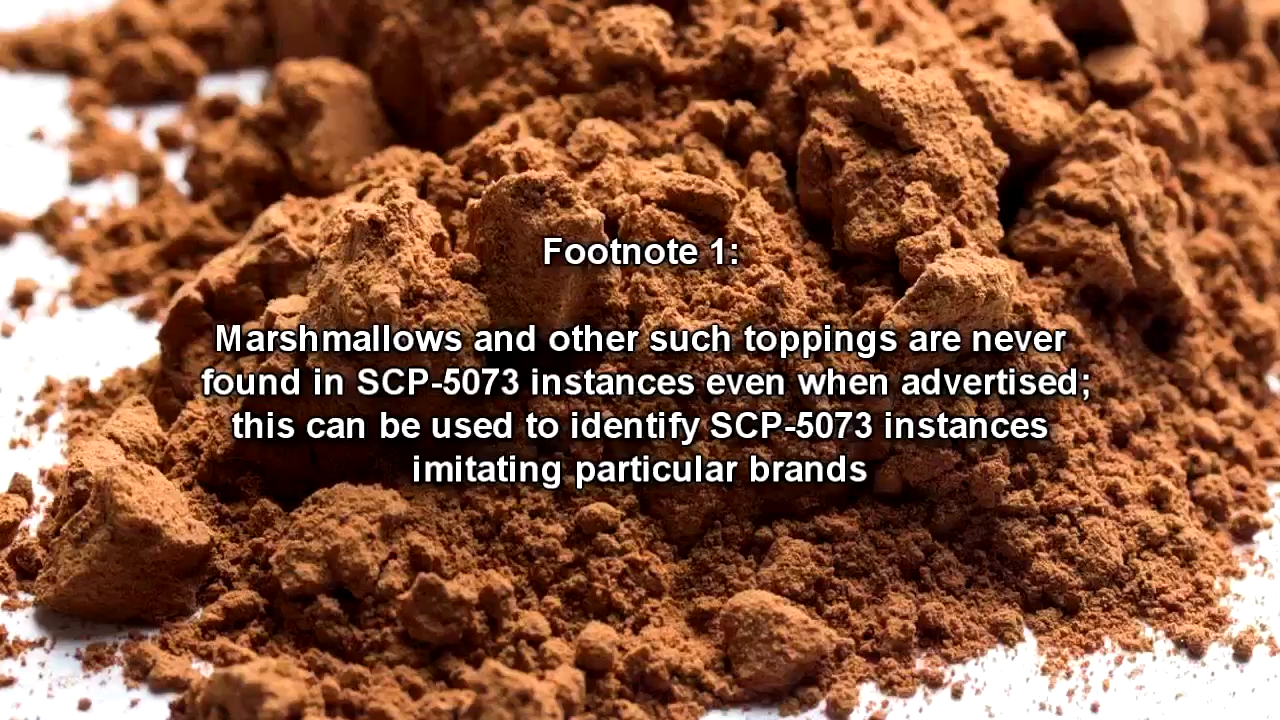 Footnote 1:
Marshmallows and other such toppings are never
found in SCP-5073 instances even when advertised;
this can be used to identify SCP-5073 instances
imitating particular brands